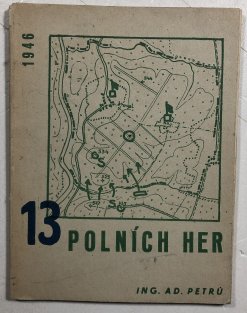 1946
13 POLNÍCH HER
ING. AD. PETRŮ